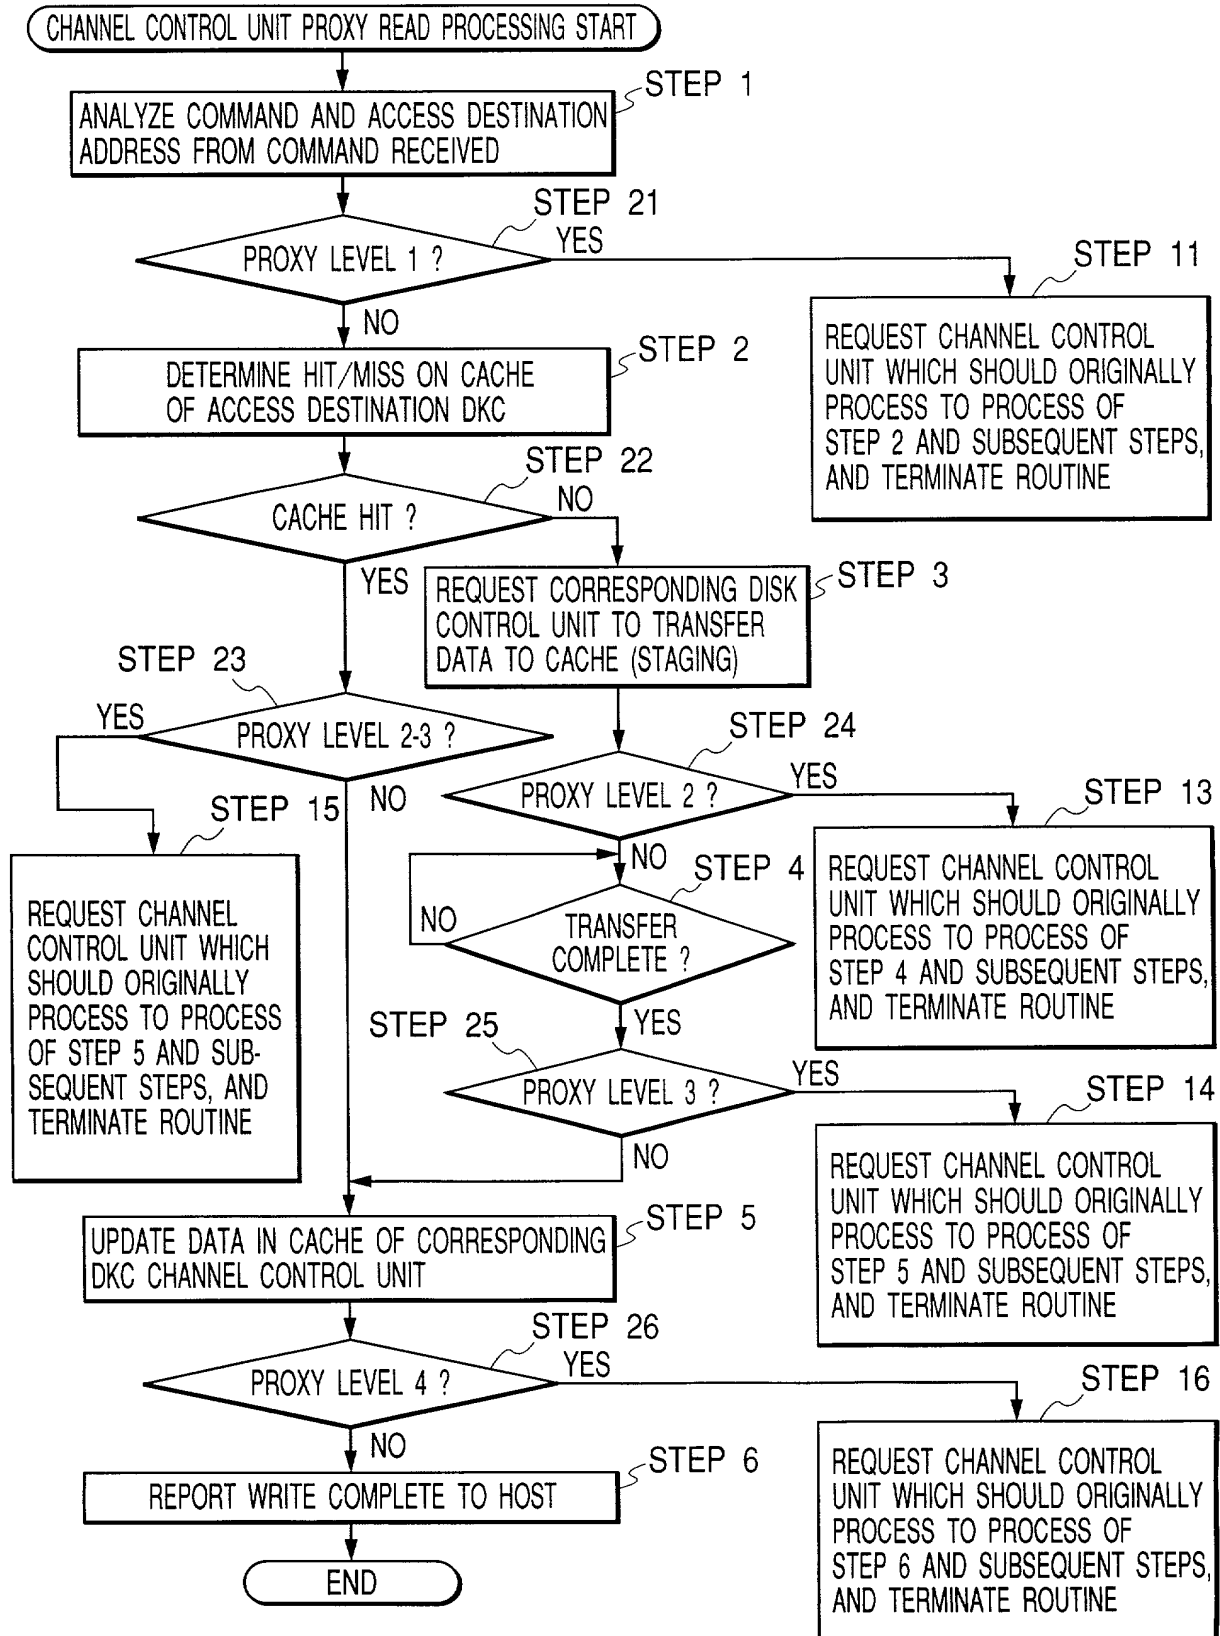 CHANNEL CONTROL UNIT PROXY READ PROCESSING START
STEP 1
ANALYZE COMMAND AND ACCESS DESTINATION
ADDRESS FROM COMMAND RECEIVED
STEP 21
PROXY LEVEL 1 ?
YES
NO
STEP 11
REQUEST CHANNEL CONTROL
UNIT WHICH SHOULD ORIGINALLY
PROCESS TO PROCESS OF
STEP 2 AND SUBSEQUENT STEPS,
AND TERMINATE ROUTINE
STEP 2
DETERMINE HIT/MISS ON CACHE
OF ACCESS DESTINATION DKC
STEP 22
CACHE HIT ?
NO
YES
STEP 3
REQUEST CORRESPONDING DISK
CONTROL UNIT TO TRANSFER
DATA TO CACHE (STAGING)
STEP 23
YES
PROXY LEVEL 2-3 ?
NO
STEP 24
PROXY LEVEL 2 ?
YES
NO
STEP 13
REQUEST CHANNEL CONTROL
UNIT WHICH SHOULD ORIGINALLY
PROCESS TO PROCESS OF
STEP 4 AND SUBSEQUENT STEPS,
AND TERMINATE ROUTINE
STEP 15
REQUEST CHANNEL
CONTROL UNIT WHICH
SHOULD ORIGINALLY
PROCESS TO PROCESS
OF STEP 5 AND SUB-
SEQUENT STEPS, AND
TERMINATE ROUTINE
STEP 4
NO
TRANSFER
COMPLETE ?
YES
STEP 25
PROXY LEVEL 3 ?
YES
NO
STEP 14
REQUEST CHANNEL CONTROL
UNIT WHICH SHOULD ORIGINALLY
PROCESS TO PROCESS OF
STEP 5 AND SUBSEQUENT STEPS,
AND TERMINATE ROUTINE
STEP 5
UPDATE DATA IN CACHE OF CORRESPONDING
DKC CHANNEL CONTROL UNIT
STEP 26
PROXY LEVEL 4 ?
YES
NO
STEP 16
REQUEST CHANNEL CONTROL
UNIT WHICH SHOULD ORIGINALLY
PROCESS TO PROCESS OF
STEP 6 AND SUBSEQUENT STEPS,
AND TERMINATE ROUTINE
STEP 6
REPORT WRITE COMPLETE TO HOST
END